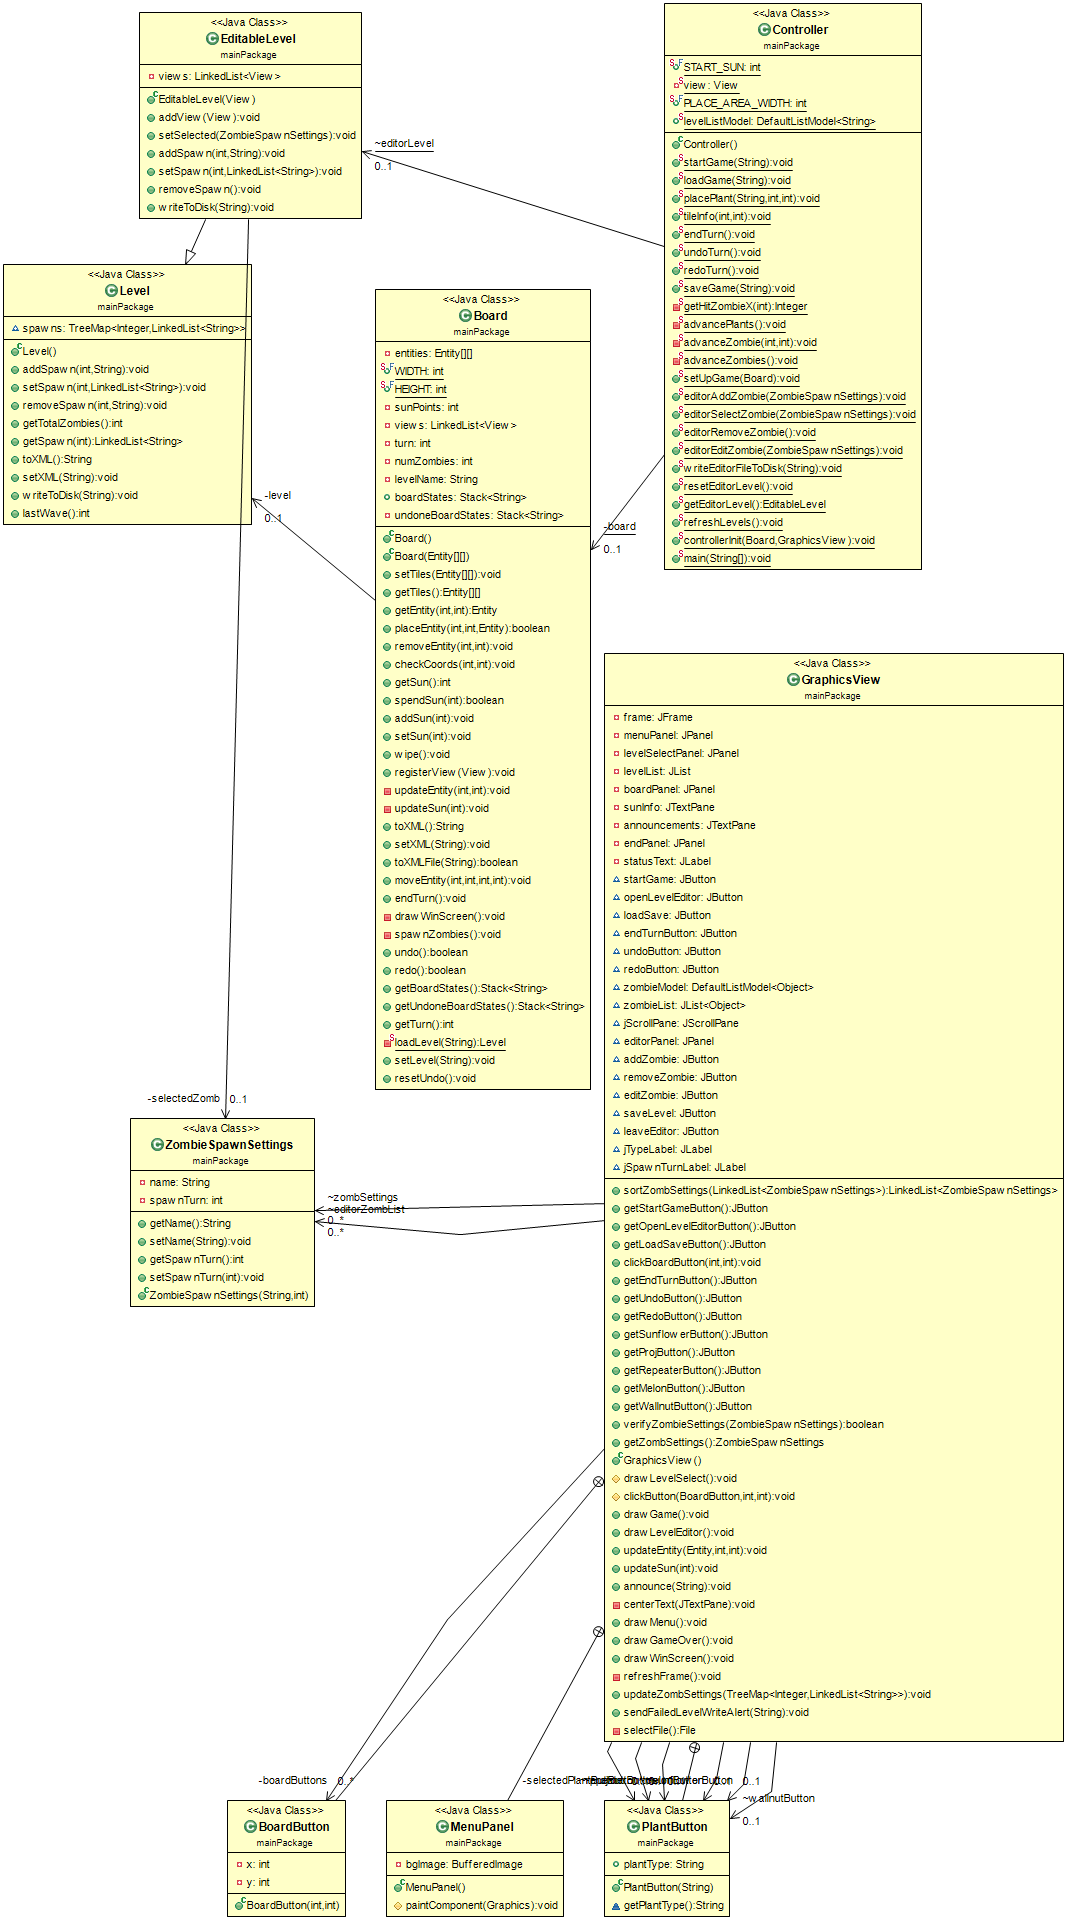 <<Java Class>>
EditableLevel
mainPackage
views: LinkedList<View>
EditableLevel(View)
addView(View):void
setSelected(ZombieSpawnSettings):void
addSpawn(int,String):void
setSpawn(int,LinkedList<String>):void
removeSpawn():void
writeToDisk(String):void
<<Java Class>>
Controller
mainPackage
START_SUN: int
view: View
PLACE_AREA_WIDTH: int
levelListModel: DefaultListModel<String>
Controller()
startGame(String):void
loadGame(String):void
placePlant(String,int,int):void
tileInfo(int,int):void
endTurn():void
undoTurn():void
redoTurn():void
saveGame(String):void
getHitZombieX(int):Integer
advancePlants():void
advanceZombie(int,int):void
advanceZombies():void
setUpGame(Board):void
editorAddZombie(ZombieSpawnSettings):void
editorSelectZombie(ZombieSpawnSettings):void
editorRemoveZombie():void
editorEditZombie(ZombieSpawnSettings):void
writeEditorFileToDisk(String):void
resetEditorLevel():void
getEditorLevel():EditableLevel
refreshLevels():void
controllerInit(Board,GraphicsView):void
main(String[]):void
~editorLevel
0..1
<<Java Class>>
Level
mainPackage
spawns: TreeMap<Integer,LinkedList<String>>
Level()
addSpawn(int,String):void
setSpawn(int,LinkedList<String>):void
removeSpawn(int,String):void
getTotalZombies():int
getSpawn(int):LinkedList<String>
toXML():String
setXML(String):void
writeToDisk(String):void
lastWave():int
-level
0..1
<<Java Class>>
Board
mainPackage
entities: Entity[][]
WIDTH: int
HEIGHT: int
sunPoints: int
views: LinkedList<View>
turn: int
numZombies: int
levelName: String
boardStates: Stack<String>
undoneBoardStates: Stack<String>
Board()
Board(Entity[][])
setTiles(Entity[][]):void
getTiles():Entity[][]
getEntity(int,int):Entity
placeEntity(int,int,Entity):boolean
removeEntity(int,int):void
checkCoords(int,int):void
getSun():int
spendSun(int):boolean
addSun(int):void
setSun(int):void
wipe():void
registerView(View):void
updateEntity(int,int):void
updateSun(int):void
toXML():String
setXML(String):void
toXMLFile(String):boolean
moveEntity(int,int,int,int):void
endTurn():void
drawWinScreen():void
spawnZombies():void
undo():boolean
redo():boolean
getBoardStates():Stack<String>
getUndoneBoardStates():Stack<String>
getTurn():int
loadLevel(String):Level
setLevel(String):void
resetUndo():void
-board
0..1
<<Java Class>>
GraphicsView
mainPackage
frame: JFrame
menuPanel: JPanel
levelSelectPanel: JPanel
levelList: JList
boardPanel: JPanel
sunInfo: JTextPane
announcements: JTextPane
endPanel: JPanel
statusText: JLabel
startGame: JButton
openLevelEditor: JButton
loadSave: JButton
endTurnButton: JButton
undoButton: JButton
redoButton: JButton
zombieModel: DefaultListModel<Object>
zombieList: JList<Object>
jScrollPane: JScrollPane
editorPanel: JPanel
addZombie: JButton
removeZombie: JButton
editZombie: JButton
saveLevel: JButton
leaveEditor: JButton
jTypeLabel: JLabel
jSpawnTurnLabel: JLabel
sortZombSettings(LinkedList<ZombieSpawnSettings>):LinkedList<ZombieSpawnSettings>
getStartGameButton():JButton
getOpenLevelEditorButton():JButton
getLoadSaveButton():JButton
clickBoardButton(int,int):void
getEndTurnButton():JButton
getUndoButton():JButton
getRedoButton():JButton
getSunflowerButton():JButton
getProjButton():JButton
getRepeaterButton():JButton
getMelonButton():JButton
getWallnutButton():JButton
verifyZombieSettings(ZombieSpawnSettings):boolean
getZombSettings():ZombieSpawnSettings
GraphicsView()
drawLevelSelect():void
clickButton(BoardButton,int,int):void
drawGame():void
drawLevelEditor():void
updateEntity(Entity,int,int):void
updateSun(int):void
announce(String):void
centerText(JTextPane):void
drawMenu():void
drawGameOver():void
drawWinScreen():void
refreshFrame():void
updateZombSettings(TreeMap<Integer,LinkedList<String>>):void
sendFailedLevelWriteAlert(String):void
selectFile():File
-selectedZomb
0..1
<<Java Class>>
ZombieSpawnSettings
mainPackage
name: String
spawnTurn: int
getName():String
setName(String):void
getSpawnTurn():int
setSpawnTurn(int):void
ZombieSpawnSettings(String,int)
~zombSettings
~editorZombList
0..*
0..*
-boardButtons
0..*
0..1
~wallnutButton
0..1
<<Java Class>>
BoardButton
mainPackage
x: int
y: int
BoardButton(int,int)
<<Java Class>>
MenuPanel
mainPackage
bgImage: BufferedImage
MenuPanel()
paintComponent(Graphics):void
<<Java Class>>
PlantButton
mainPackage
plantType: String
PlantButton(String)
getPlantType():String